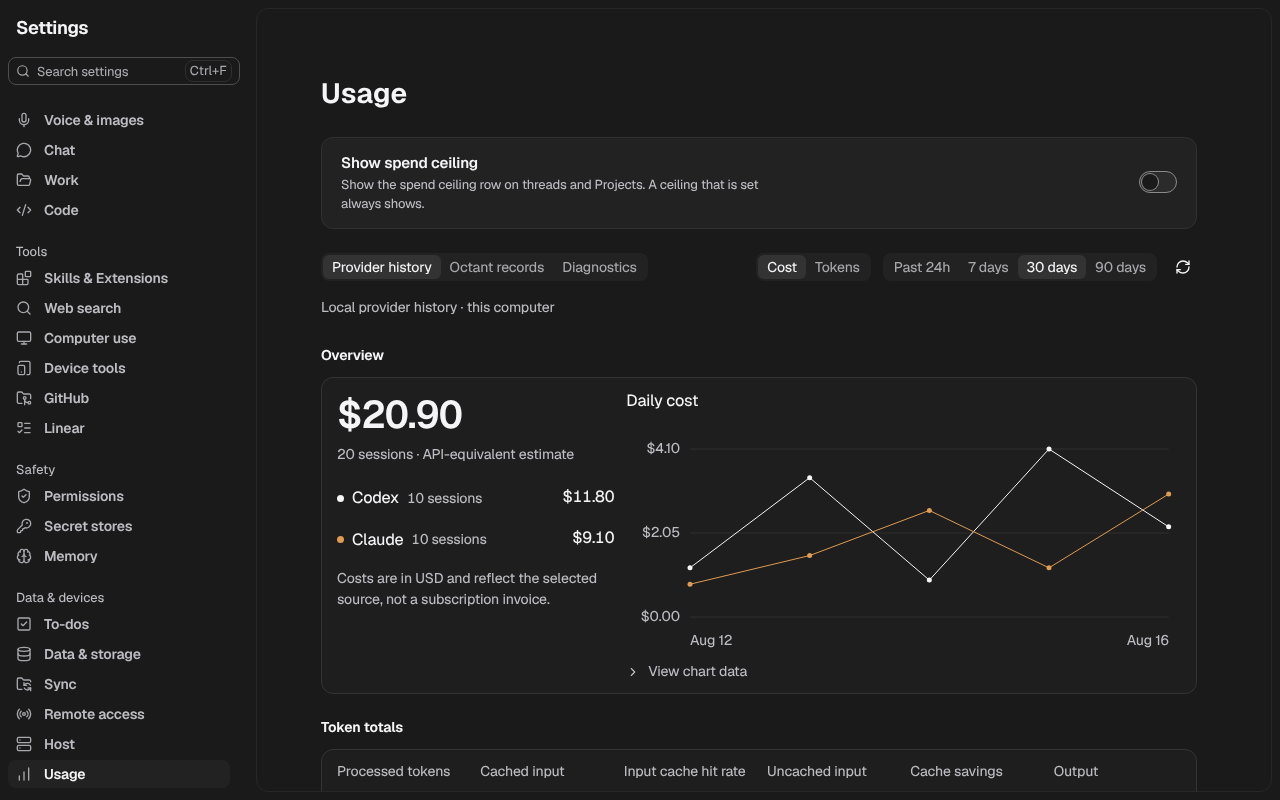 Settings
Search settings
Ctrl+F
Voice & images
Chat
Work
Code
Tools
Skills & Extensions
Web search
Computer use
Device tools
GitHub
Linear
Safety
Permissions
Secret stores
Memory
Data & devices
To-dos
Data & storage
Sync
Remote access
Host
Usage
Usage
Show spend ceiling
Show the spend ceiling row on threads and Projects. A ceiling that is set
always shows.
Provider history Octant records Diagnostics
Cost Tokens
Past 24h 7 days 30 days 90 days
Local provider history · this computer
Overview
$20.90
20 sessions · API-equivalent estimate
Codex 10 sessions $11.80
Claude 10 sessions $9.10
Costs are in USD and reflect the selected
source, not a subscription invoice.
Daily cost
$4.10
$2.05
$0.00
Aug 12 Aug 16
View chart data
Token totals
Processed tokens Cached input Input cache hit rate Uncached input Cache savings Output